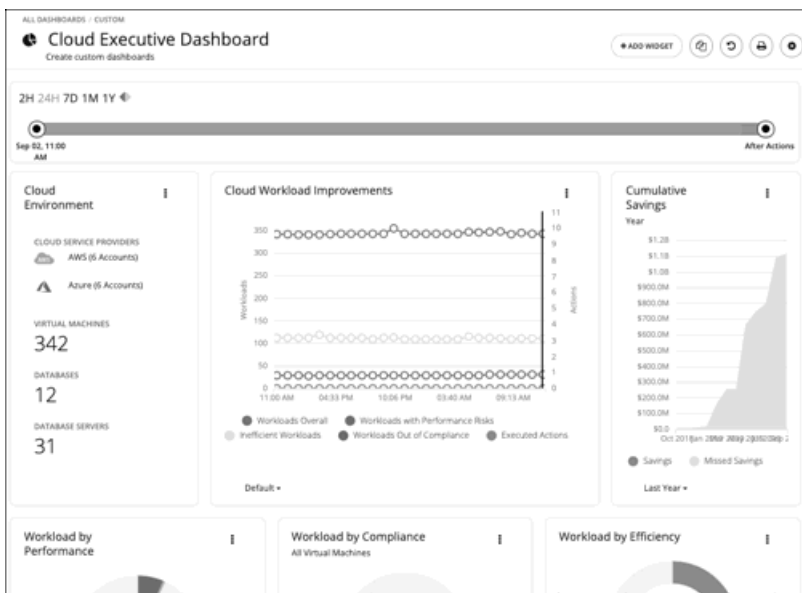 ALL DASHBOARDS / CUSTOM
Cloud Executive Dashboard
Create custom dashboards
ADD WIDGET
2H 24H 7D 1M 1Y
Sep 02, 11:00
AM
After Actions
Cloud
Environment
CLOUD SERVICE PROVIDERS
AWS (6 Accounts)
Azure (6 Accounts)
VIRTUAL MACHINES
342
DATABASES
12
DATABASE SERVERS
31
Cloud Workload Improvements
350
300
250
200
150
100
50
0
Workloads
11
10
9
8
7
6
5
4
3
2
1
0
Actions
11:00 AM 04:33 PM 10:06 PM 03:40 AM 09:13 AM
Workloads Overall Workloads with Performance Risks
Inefficient Workloads Workloads Out of Compliance Executed Actions
Default
Cumulative
Savings
Year
$1.2B
$1.1B
$1.0B
$900.0M
$800.0M
$700.0M
$600.0M
$500.0M
$400.0M
$300.0M
$200.0M
$100.0M
$0.0
Oct
Savings Missed Savings
Last Year
Workload by
Performance
Workload by Compliance
All Virtual Machines
Workload by Efficiency